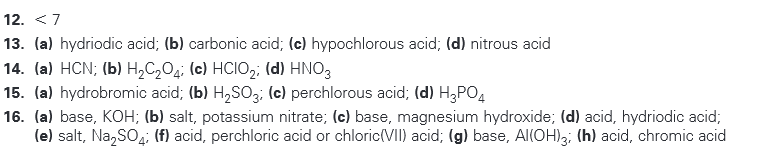 12. < 7
13. (a) hydriodic acid; (b) carbonic acid; (c) hypochlorous acid; (d) nitrous acid
14. (a) HCN; (b) H₂C₂O₄; (c) HClO₂; (d) HNO₃
15. (a) hydrobromic acid; (b) H₂SO₃; (c) perchlorous acid; (d) H₃PO₄
16. (a) base, KOH; (b) salt, potassium nitrate; (c) base, magnesium hydroxide; (d) acid, hydriodic acid;
(e) salt, Na₂SO₄; (f) acid, perchloric acid or chloric(VII) acid; (g) base, Al(OH)₃; (h) acid, chromic acid